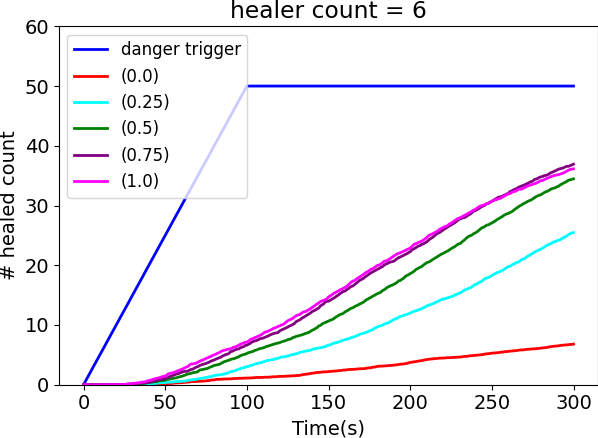 healer count = 6
60
50
40
30
20
10
0
# healed count
danger trigger
(0.0)
(0.25)
(0.5)
(0.75)
(1.0)
0 50 100 150 200 250 300
Time(s)